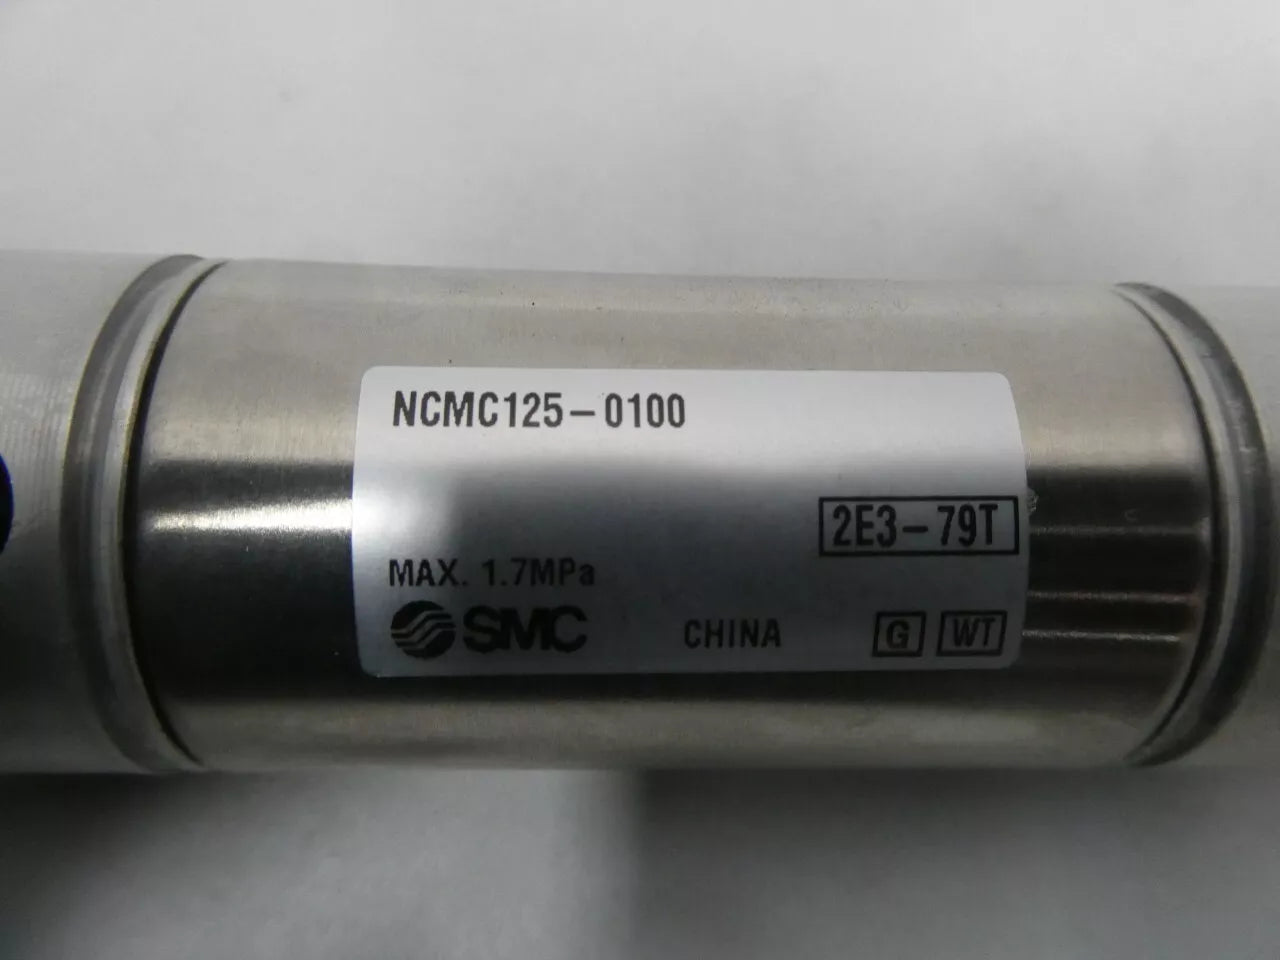 NCMC125-0100
2E3-79T
MAX. 1.7MPa
SMC CHINA G WT